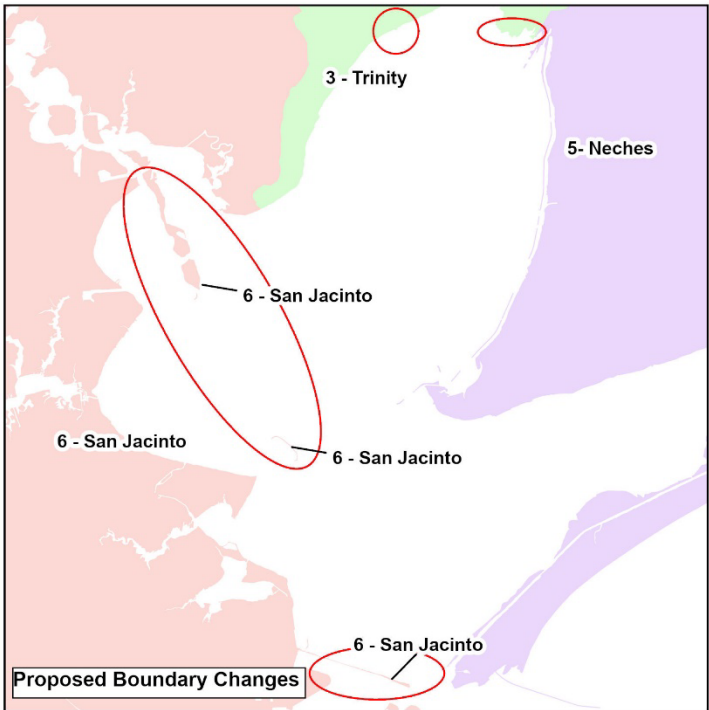 3 - Trinity
5- Neches
6 - San Jacinto
6 - San Jacinto
6 - San Jacinto
6 - San Jacinto
Proposed Boundary Changes